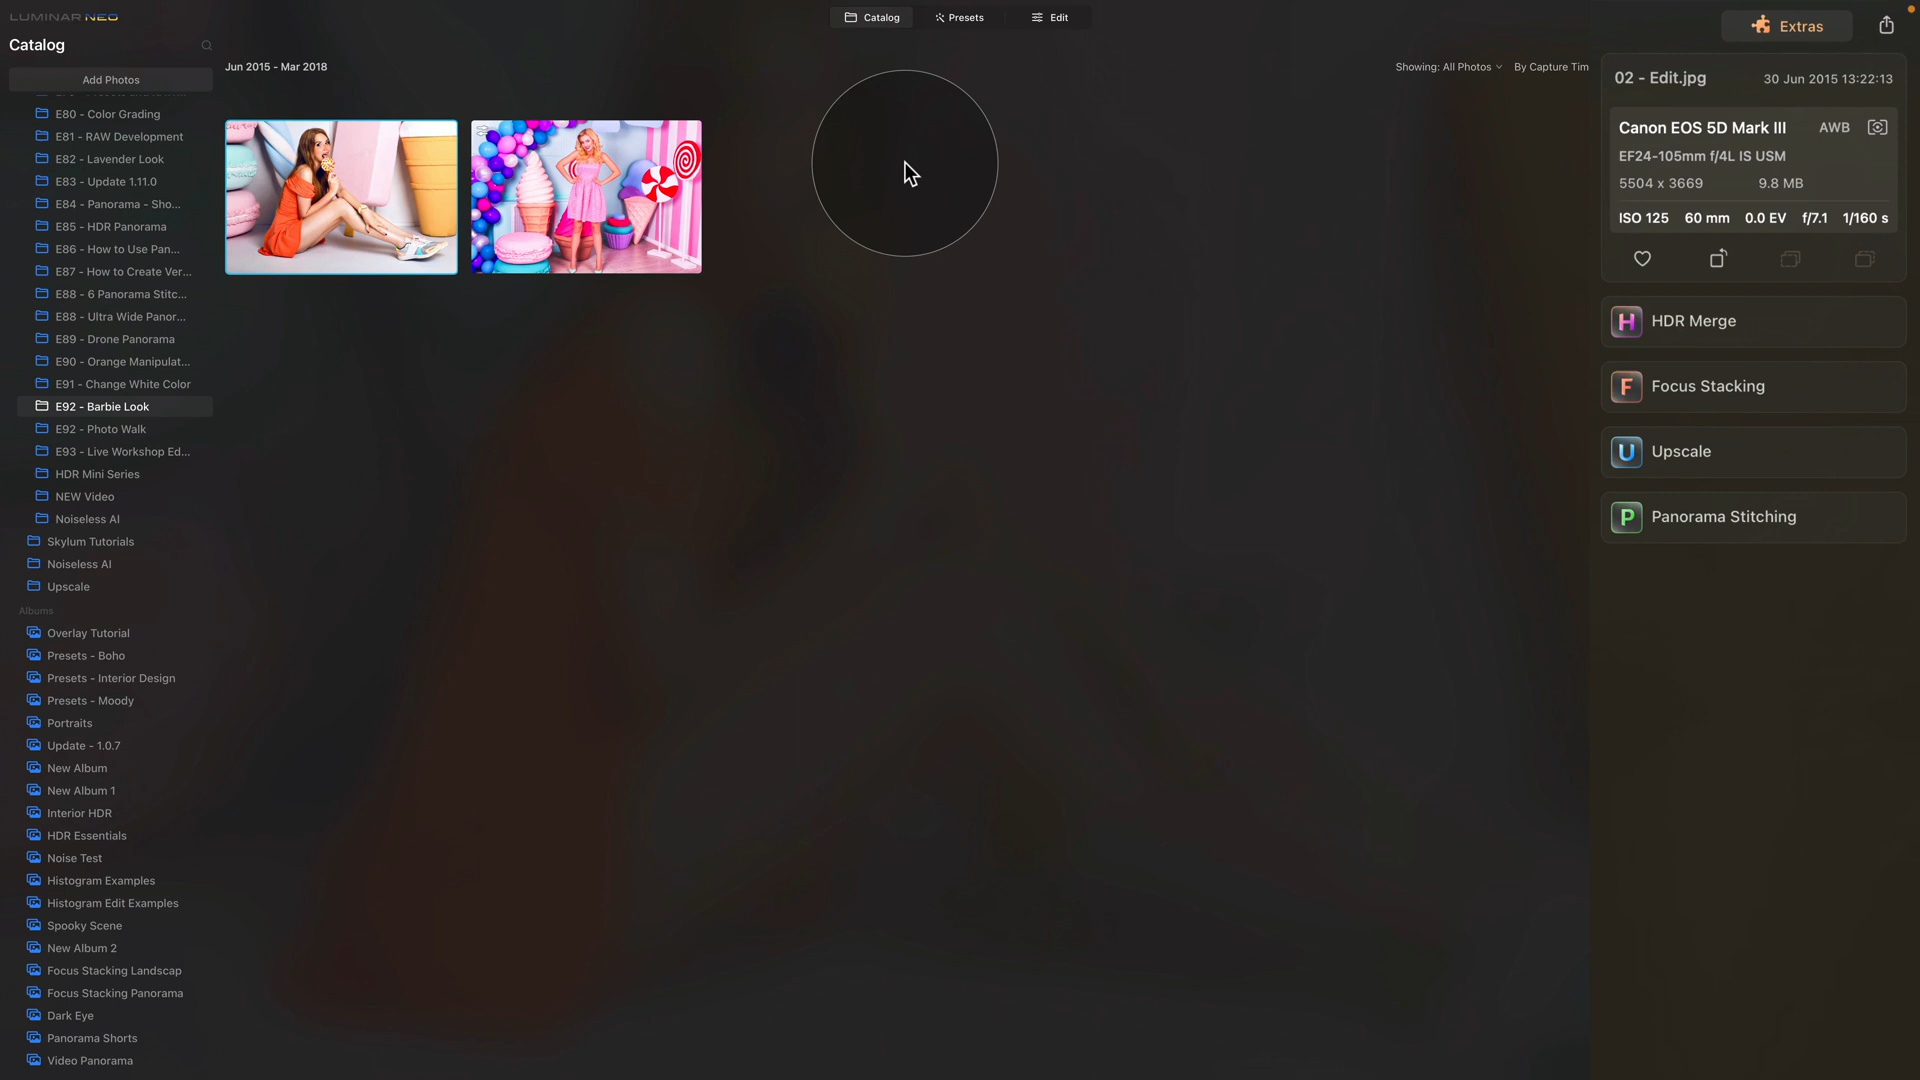 LUMINAR NEO
Catalog
Presets
Edit
Extras
Catalog
Add Photos
E80 - Color Grading
E81 - RAW Development
E82 - Lavender Look
E83 - Update 1.11.0
E84 - Panorama - Sho...
E85 - HDR Panorama
E86 - How to Use Pan...
E87 - How to Create Ver...
E88 - 6 Panorama Stitc...
E88 - Ultra Wide Panor...
E89 - Drone Panorama
E90 - Orange Manipulat...
E91 - Change White Color
E92 - Barbie Look
E92 - Photo Walk
E93 - Live Workshop Ed...
HDR Mini Series
NEW Video
Noiseless AI
Skylum Tutorials
Noiseless AI
Upscale
Albums
Overlay Tutorial
Presets - Boho
Presets - Interior Design
Presets - Moody
Portraits
Update - 1.0.7
New Album
New Album 1
Interior HDR
HDR Essentials
Noise Test
Histogram Examples
Histogram Edit Examples
Spooky Scene
New Album 2
Focus Stacking Landscap
Focus Stacking Panorama
Dark Eye
Panorama Shorts
Video Panorama
Jun 2015 - Mar 2018
Showing: All Photos
By Capture Tim
02 - Edit.jpg
30 Jun 2015 13:22:13
Canon EOS 5D Mark III
AWB
EF24-105mm f/4L IS USM
5504 x 3669
9.8 MB
ISO 125
60 mm
0.0 EV
f/7.1
1/160 s
H
HDR Merge
F
Focus Stacking
U
Upscale
P
Panorama Stitching